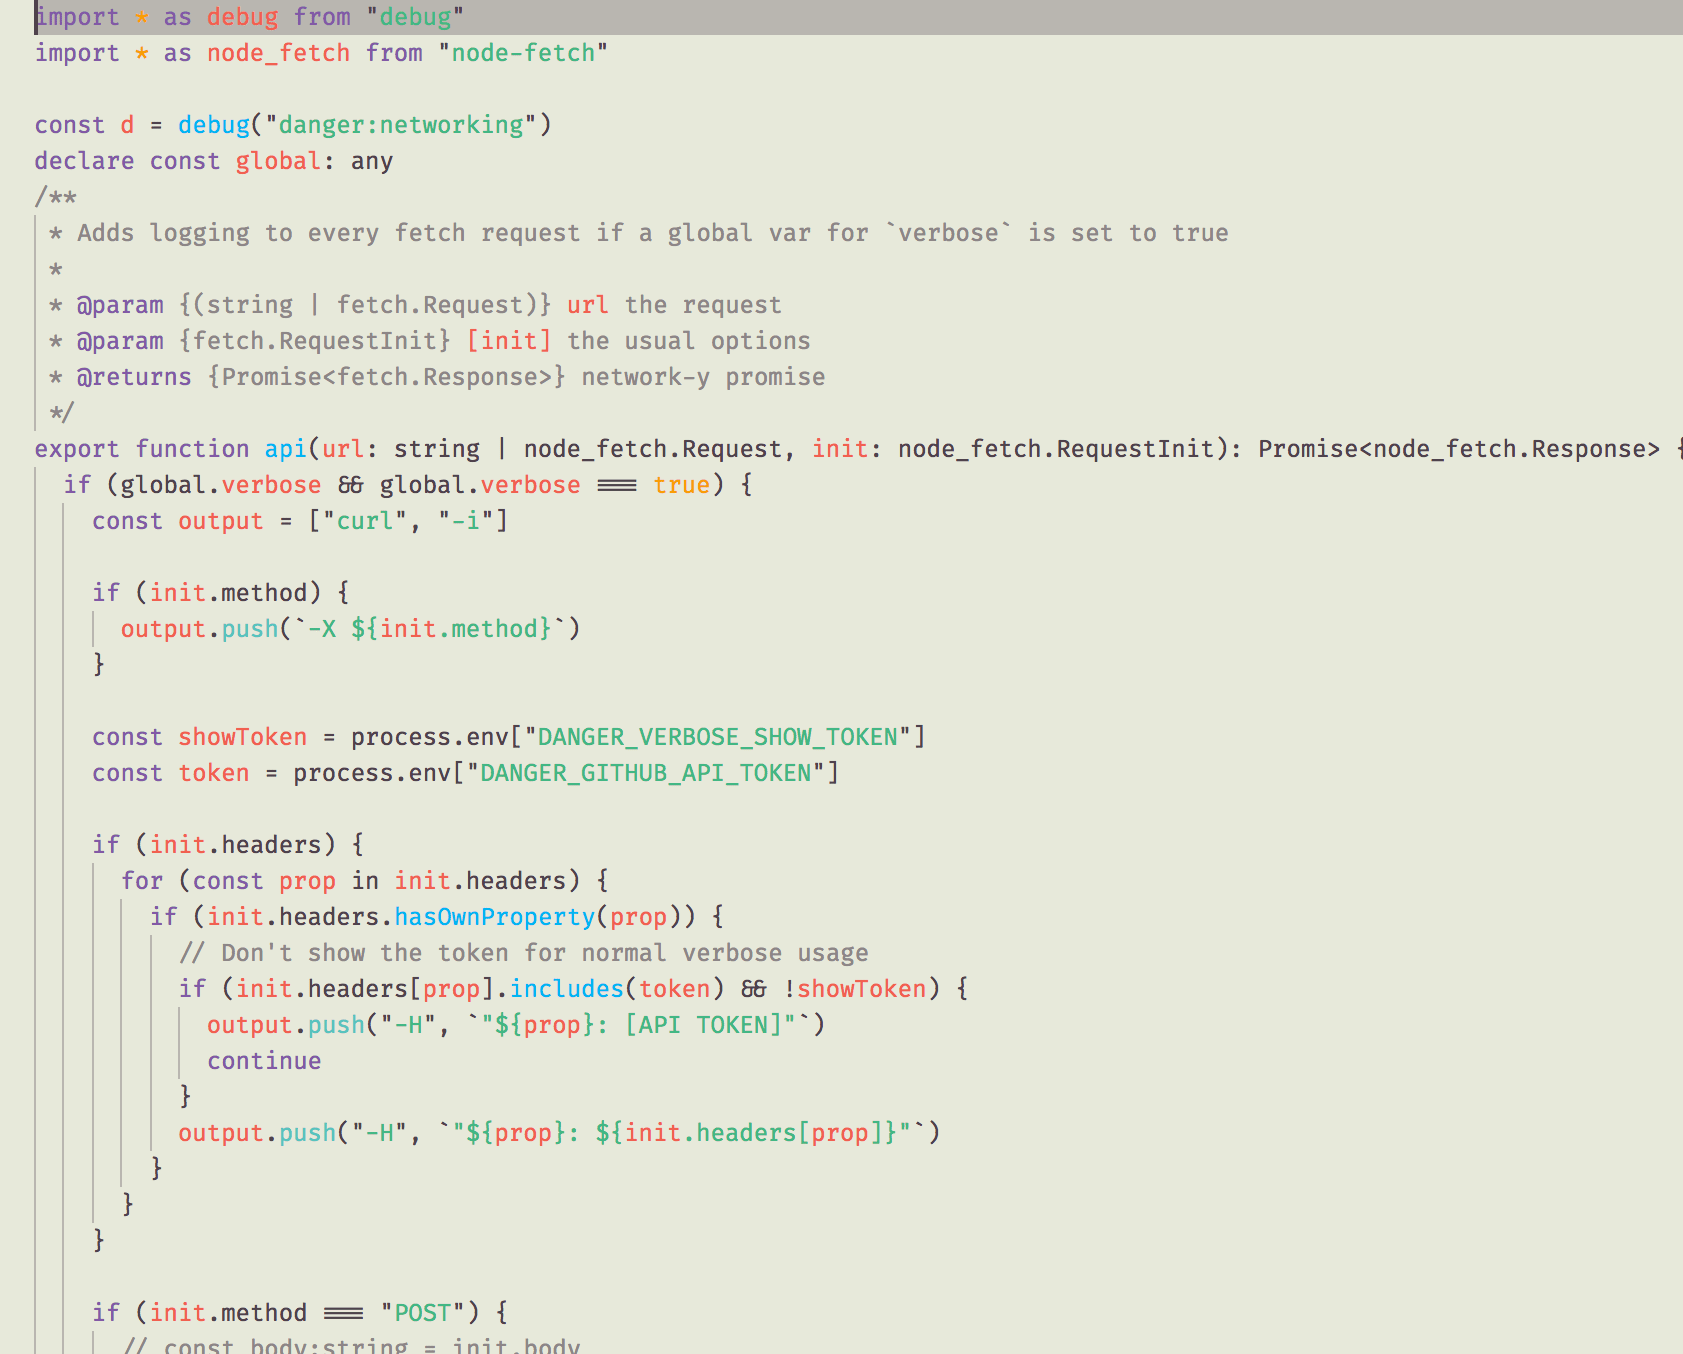 import * as debug from "debug"
import * as node_fetch from "node-fetch"

const d = debug("danger:networking")
declare const global: any
/**
 * Adds logging to every fetch request if a global var for `verbose` is set to true
 *
 * @param {(string | fetch.Request)} url the request
 * @param {fetch.RequestInit} [init] the usual options
 * @returns {Promise<fetch.Response>} network-y promise
 */
export function api(url: string | node_fetch.Request, init: node_fetch.RequestInit): Promise<node_fetch.Response> {
  if (global.verbose && global.verbose === true) {
    const output = ["curl", "-i"]

    if (init.method) {
      output.push(`-X ${init.method}`)
    }

    const showToken = process.env["DANGER_VERBOSE_SHOW_TOKEN"]
    const token = process.env["DANGER_GITHUB_API_TOKEN"]

    if (init.headers) {
      for (const prop in init.headers) {
        if (init.headers.hasOwnProperty(prop)) {
          // Don't show the token for normal verbose usage
          if (init.headers[prop].includes(token) && !showToken) {
            output.push("-H", `"${prop}: [API TOKEN]"`)
            continue
          }
          output.push("-H", `"${prop}: ${init.headers[prop]}"`)
        }
      }
    }

    if (init.method === "POST") {
      // const body:string = init.body